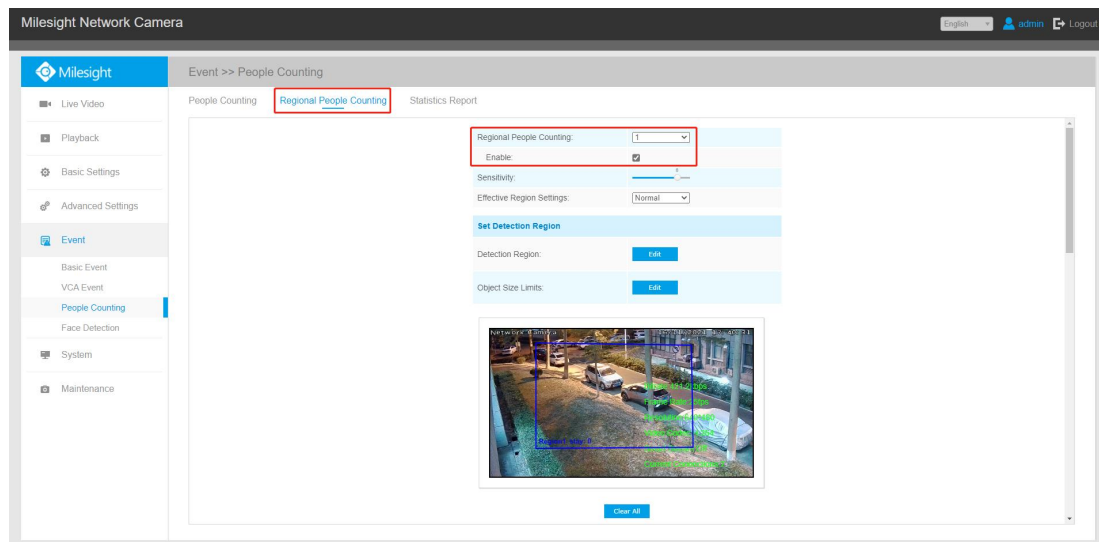 Milesight Network Camera
English
admin
Logout
Milesight
Event >> People Counting
Live Video
Playback
Basic Settings
Advanced Settings
Event
Basic Event
VCA Event
People Counting
Face Detection
System
Maintenance
People Counting Regional People Counting Statistics Report
Regional People Counting: 1
Enable:
Sensitivity:
8
Effective Region Settings: Normal
Set Detection Region
Detection Region: Edit
Object Size Limits: Edit
Network Camera
Clear All